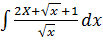 ∫ (2X+√x+1)/√x dx